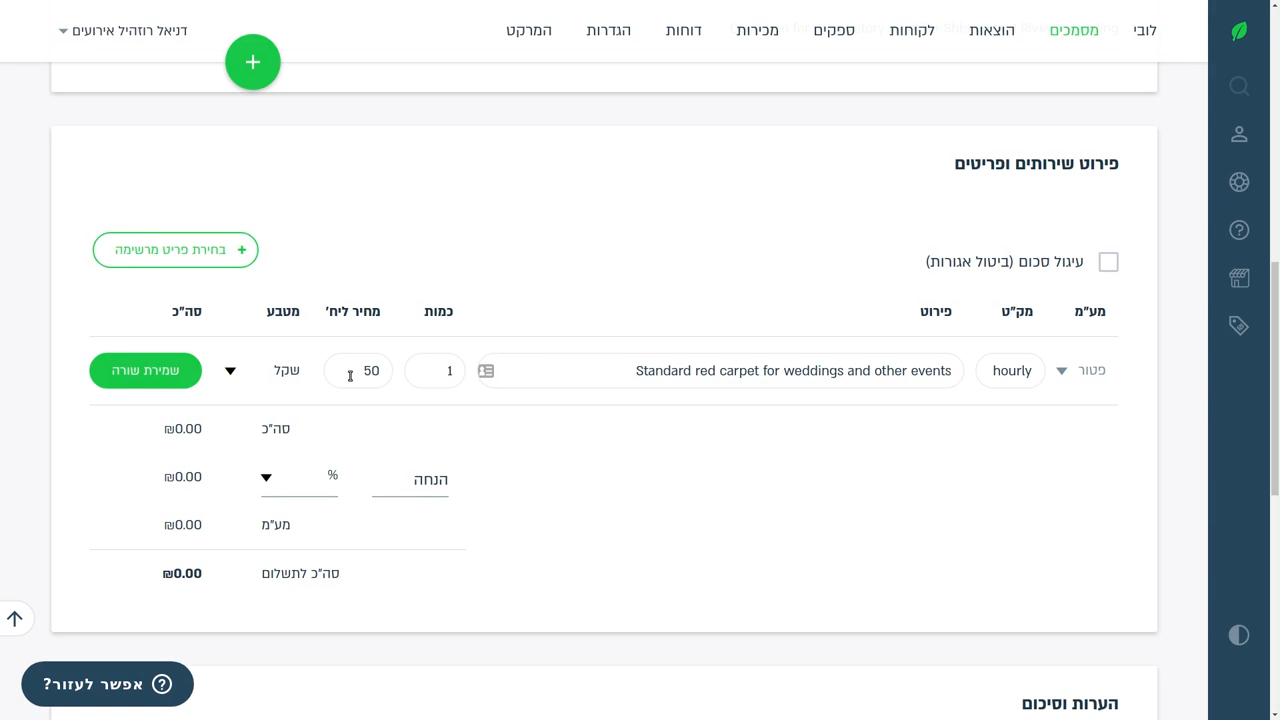 לובי
מסמכים
הוצאות
לקוחות
ספקים
מכירות
דוחות
הגדרות
המרקט
דניאל רוזהיל אירועים
+
פירוט שירותים ופריטים
עיגול סכום (ביטול אגורות)
+ בחירת פריט מרשימה
מע"מ מק"ט פירוט כמות מחיר ליח' מטבע סה"כ
פטור hourly Standard red carpet for weddings and other events 1 50 שקל שמירת שורה
סה"כ ₪0.00
הנחה % ₪0.00
מע"מ ₪0.00
סה"כ לתשלום ₪0.00
הערות וסיכום
אפשר לעזור?